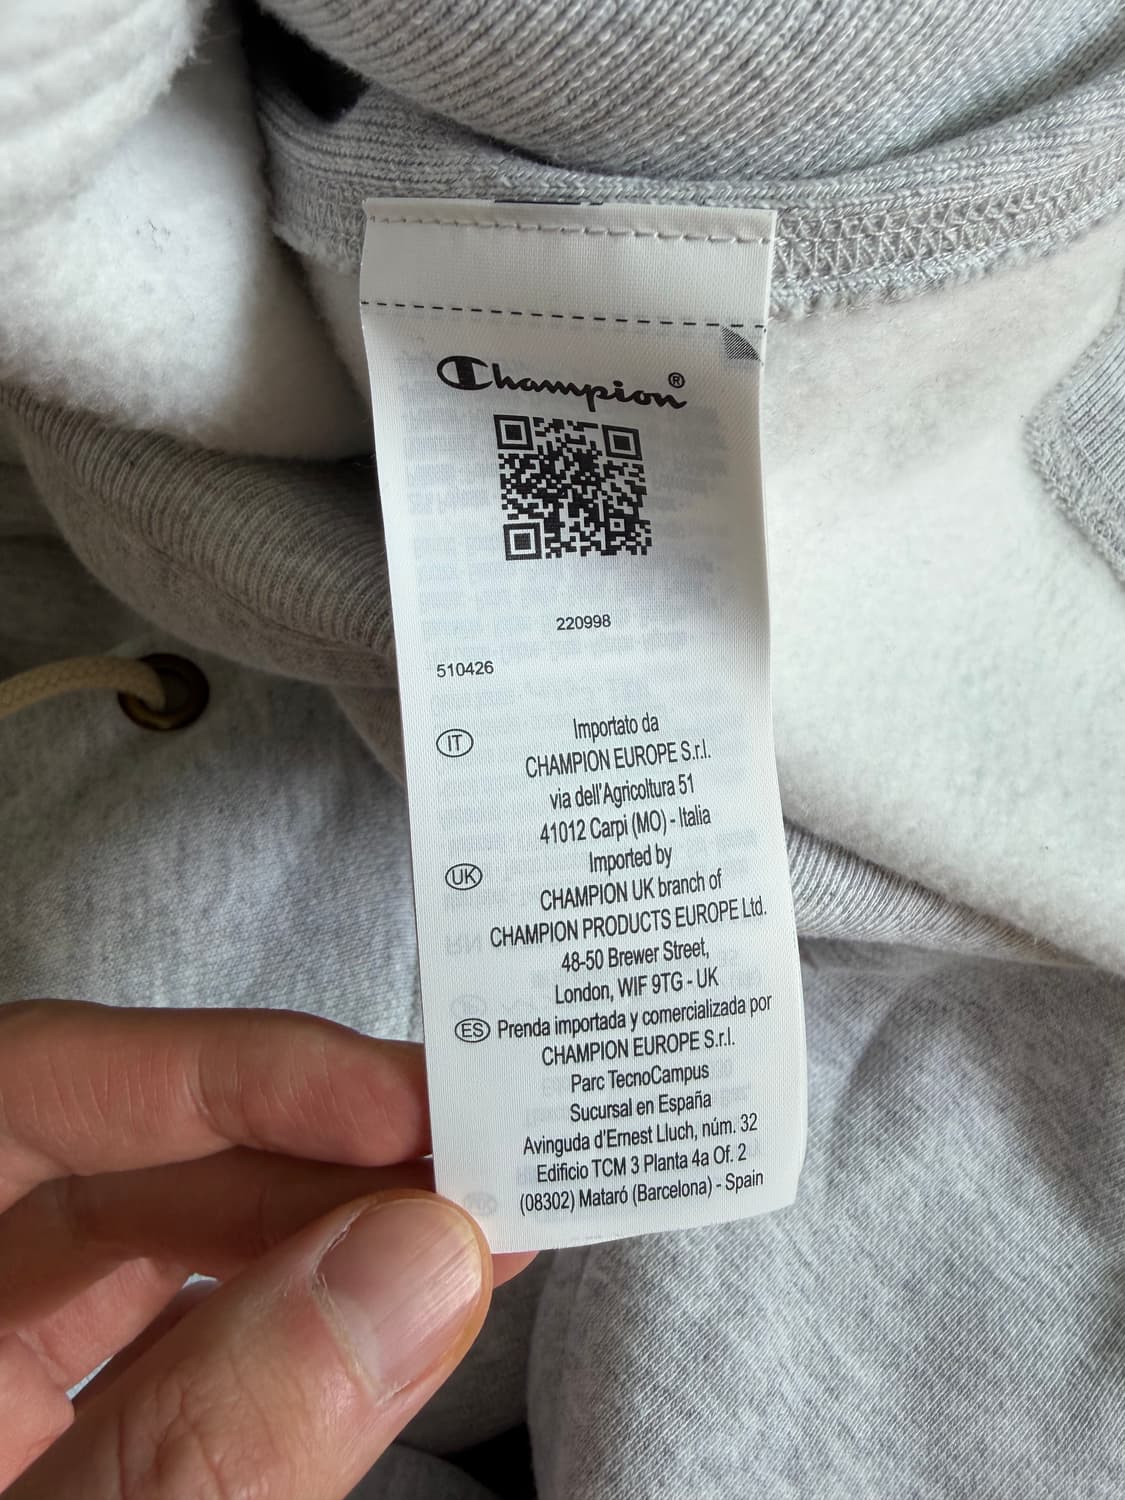 Champion®
220998
510426
IT Importato da
CHAMPION EUROPE S.r.l.
via dell'Agricoltura 51
41012 Carpi (MO) - Italia
UK Imported by
CHAMPION UK branch of
CHAMPION PRODUCTS EUROPE Ltd.
48-50 Brewer Street,
London, WIF 9TG - UK
ES Prenda importada y comercializada por
CHAMPION EUROPE S.r.l.
Parc TecnoCampus
Sucursal en España
Avinguda d'Ernest Lluch, núm. 32
Edificio TCM 3 Planta 4a Of. 2
(08302) Mataró (Barcelona) - Spain